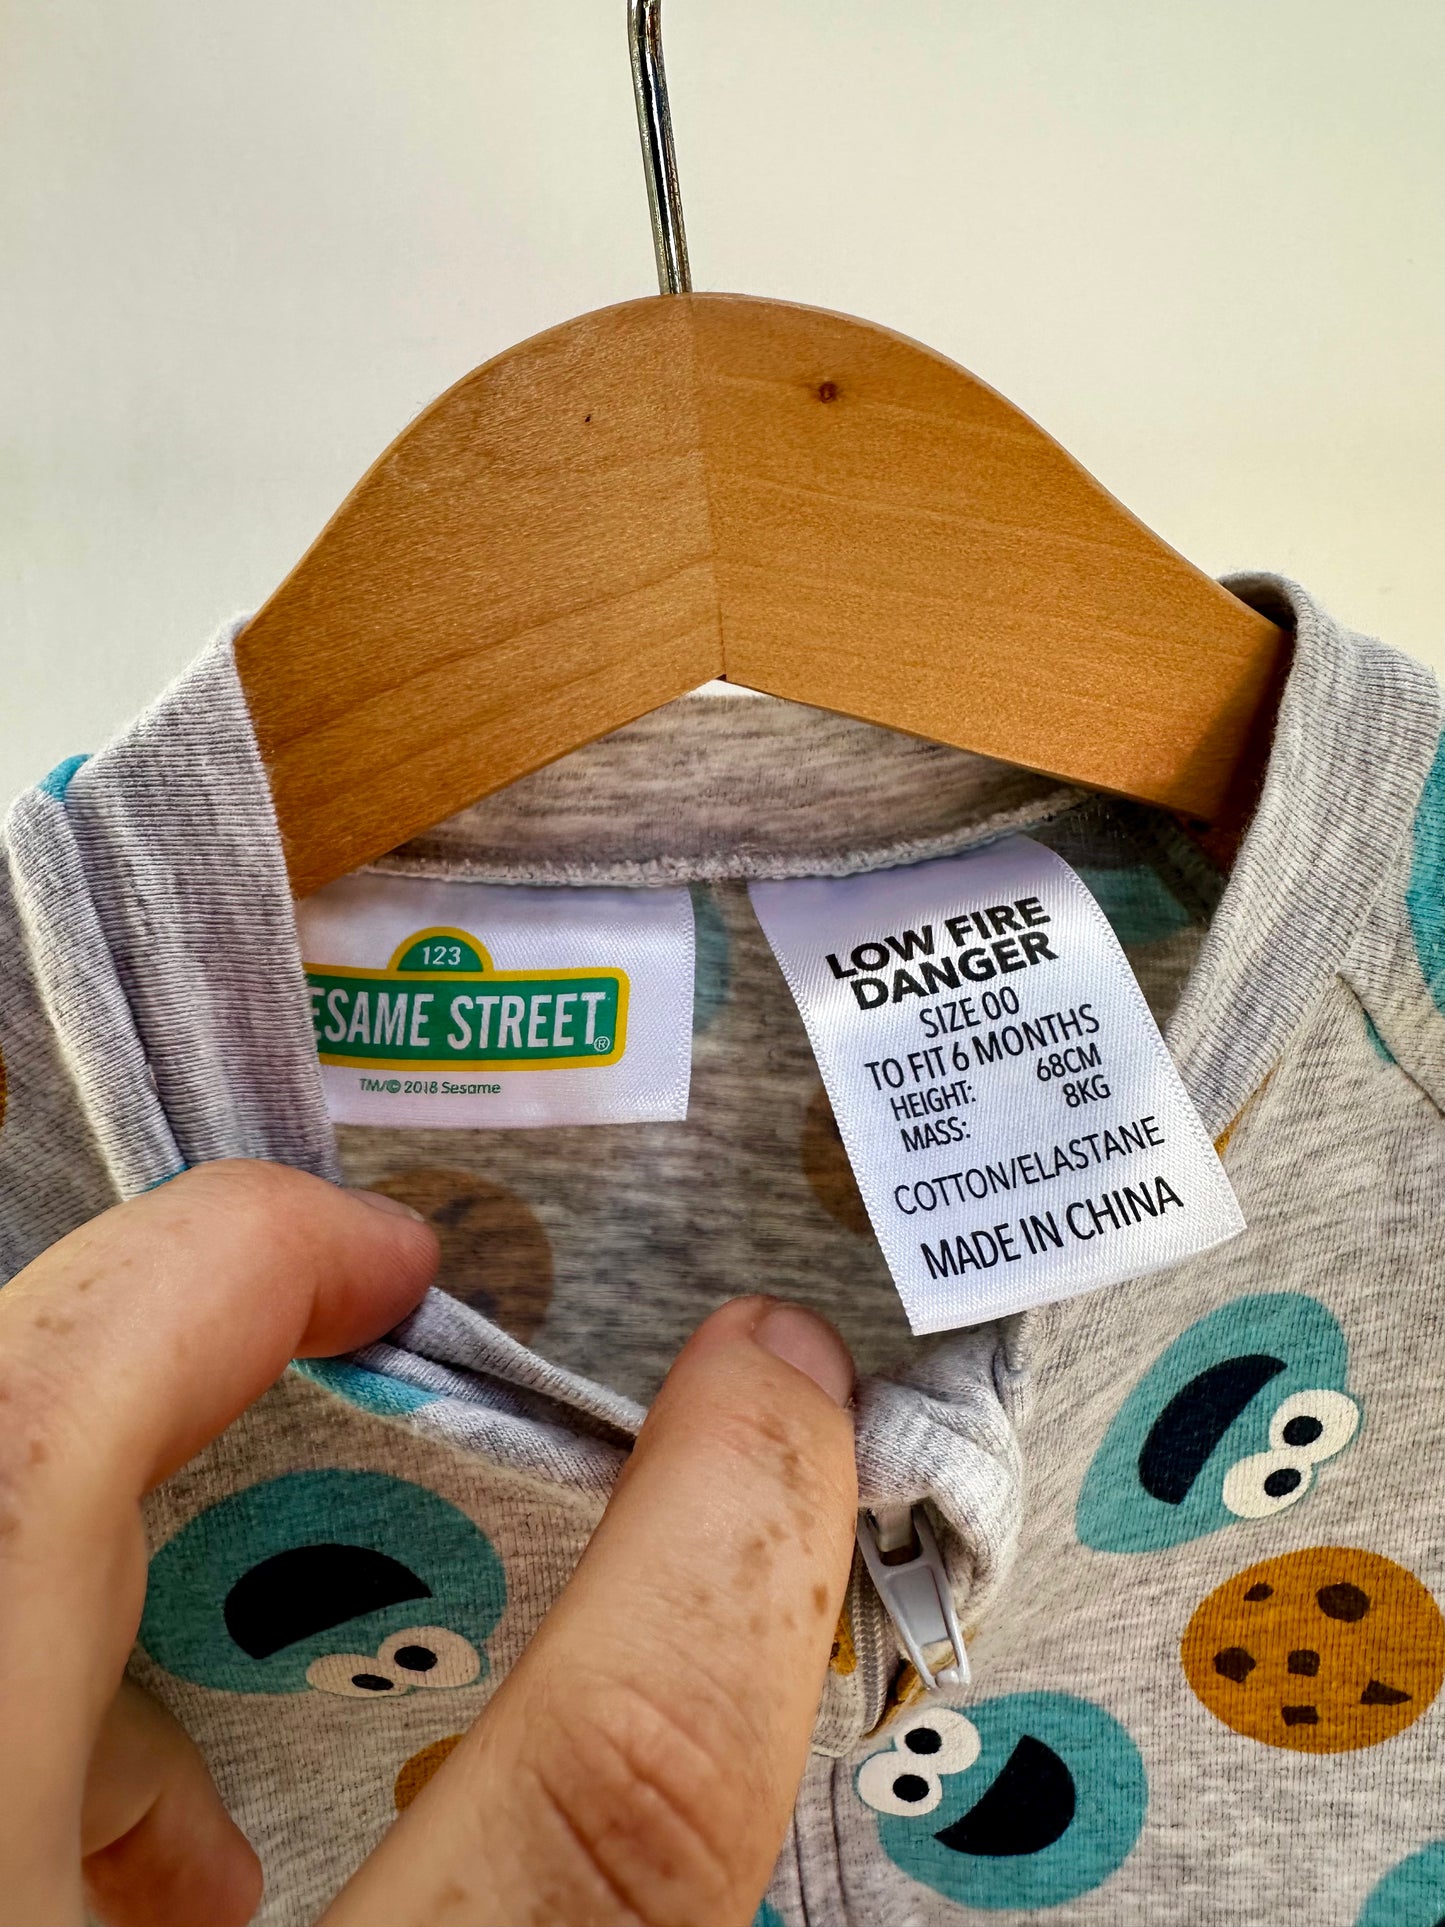 123
ESAME STREET®
TM/© 2018 Sesame
LOW FIRE
DANGER
SIZE 00
TO FIT 6 MONTHS
HEIGHT: 68CM
MASS: 8KG
COTTON/ELASTANE
MADE IN CHINA